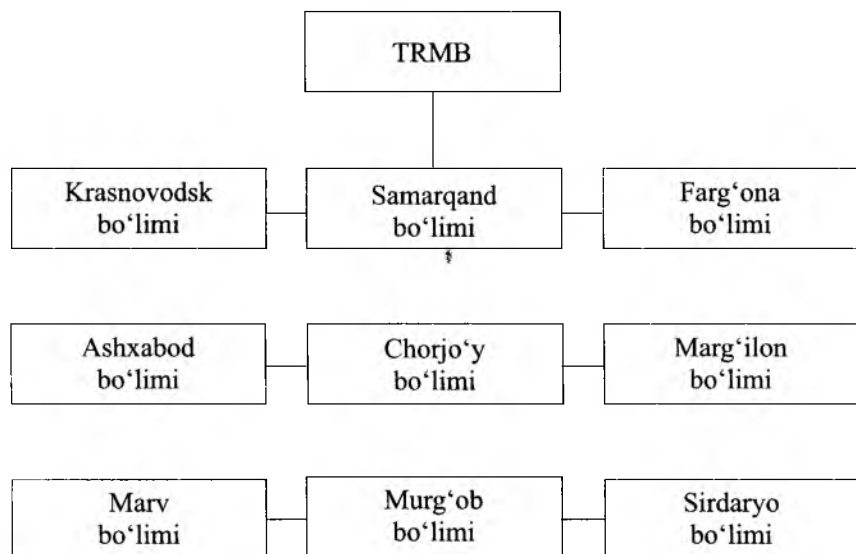 TRMB
Krasnovodsk
bo‘limi
Samarqand
bo‘limi
Farg‘ona
bo‘limi
Ashxabod
bo‘limi
Chorjo‘y
bo‘limi
Marg‘ilon
bo‘limi
Marv
bo‘limi
Murg‘ob
bo‘limi
Sirdaryo
bo‘limi